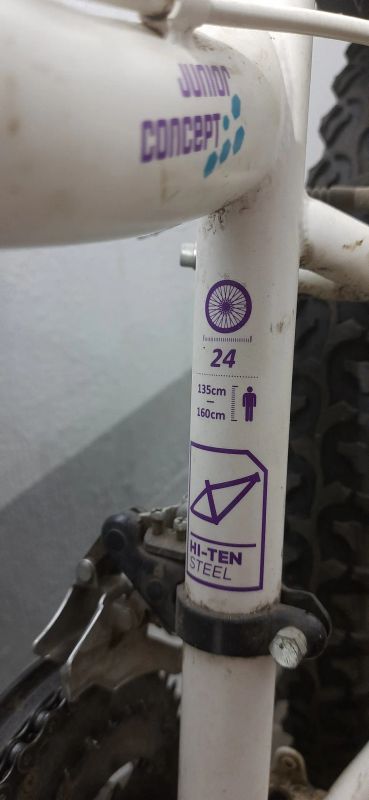 JUNIOR
CONCEPT
24
135cm
–
160cm
HI-TEN
STEEL